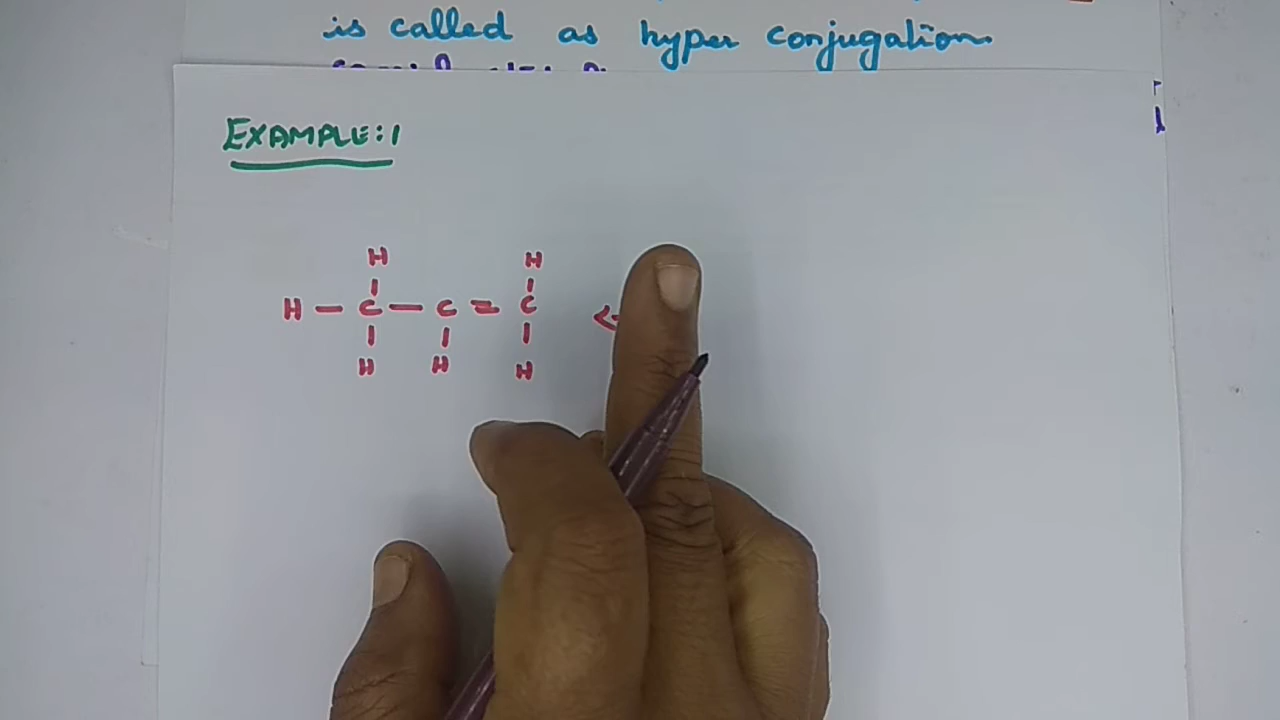 is called as hyper conjugation.
EXAMPLE:1
H H
H — C — C = C
H H H